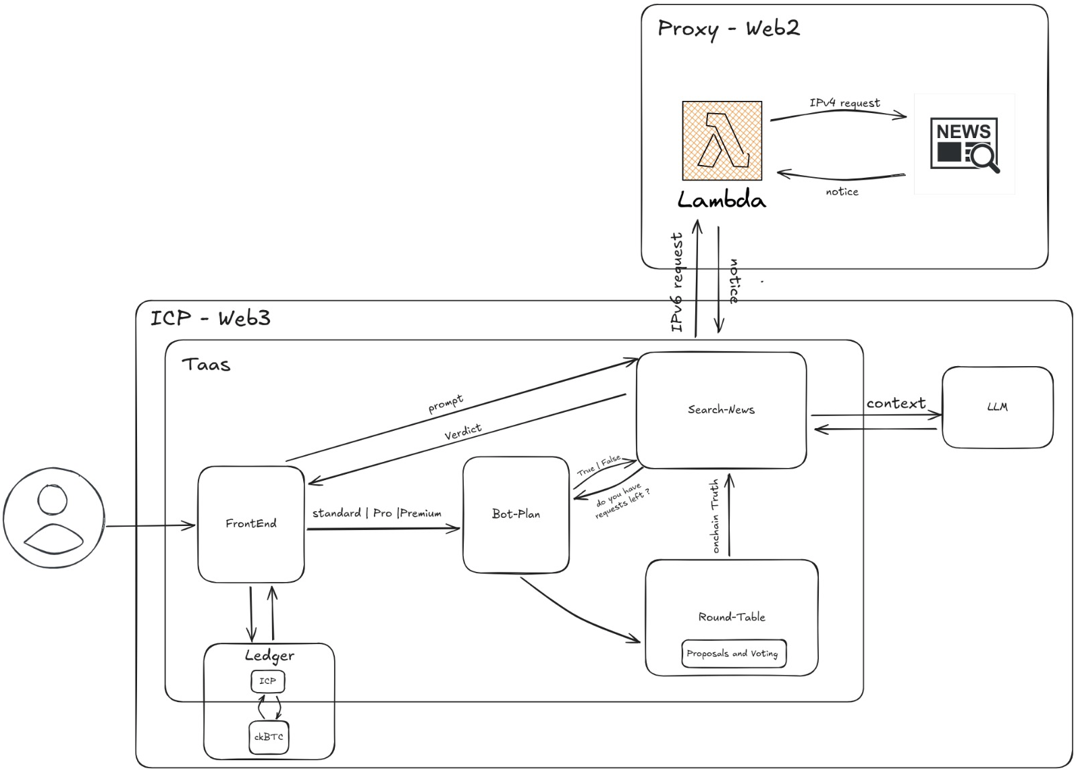 Proxy - Web2
IPv4 request
NEWS
notice
Lambda
IPv6 request
notice
ICP - Web3
Taas
prompt
Verdict
Search-News
context
LLM
True | False
do you have
requests left ?
FrontEnd
standard | Pro |Premium
Bot-Plan
onchain Truth
Round-Table
Proposals and Voting
Ledger
ICP
ckBTC